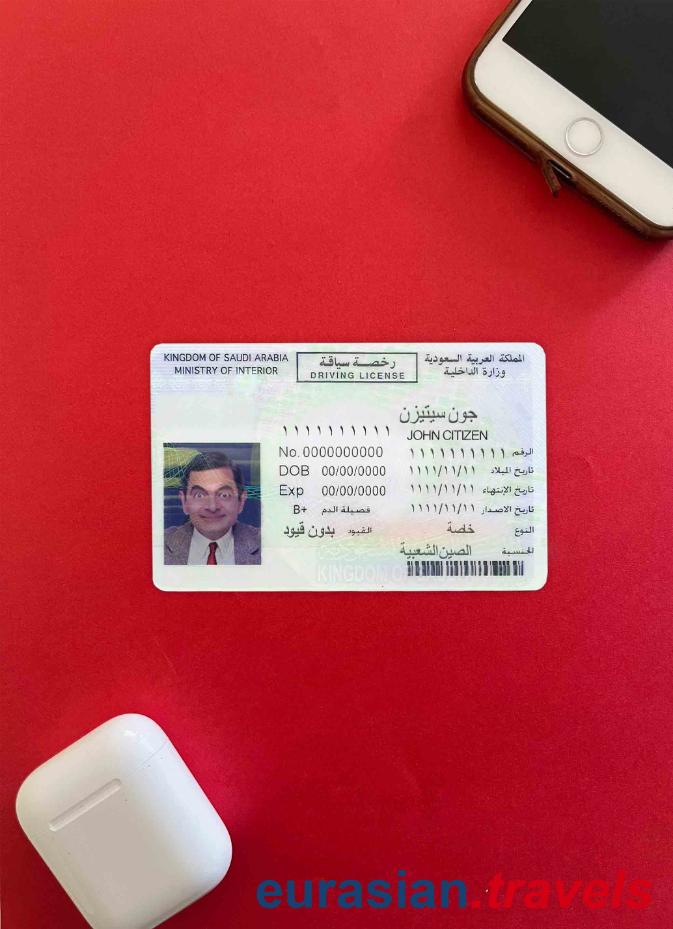 KINGDOM OF SAUDI ARABIA
MINISTRY OF INTERIOR
رخصـــة سياقة
DRIVING LICENSE
المملكة العربية السعودية
وزارة الداخلية
جون سيتيزن
JOHN CITIZEN
١١١١١١١١١١
No. 0000000000
الرقم ١١١١١١١١١١
DOB 00/00/0000
تاريخ الميلاد ١١١١/١١/١١
Exp 00/00/0000
تاريخ الإنتهاء ١١١١/١١/١١
فصيلة الدم B+
تاريخ الاصدار ١١١١/١١/١١
النوع خاصة
القيود بدون قيود
الجنسية الصين الشعبية
KINGDOM O
eurasian.travels